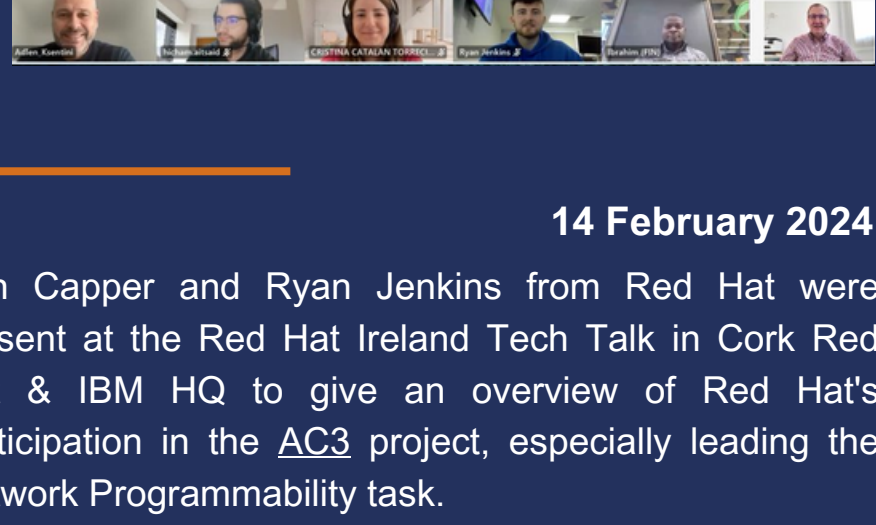 Adlen_Ksentini
hichamaitsaid
CRISTINA CATALAN TORRECI...
Ryan Jenkins
Ibrahim (FIN)
14 February 2024
n Capper and Ryan Jenkins from Red Hat were
sent at the Red Hat Ireland Tech Talk in Cork Red
& IBM HQ to give an overview of Red Hat's
ticipation in the AC3 project, especially leading the
work Programmability task.